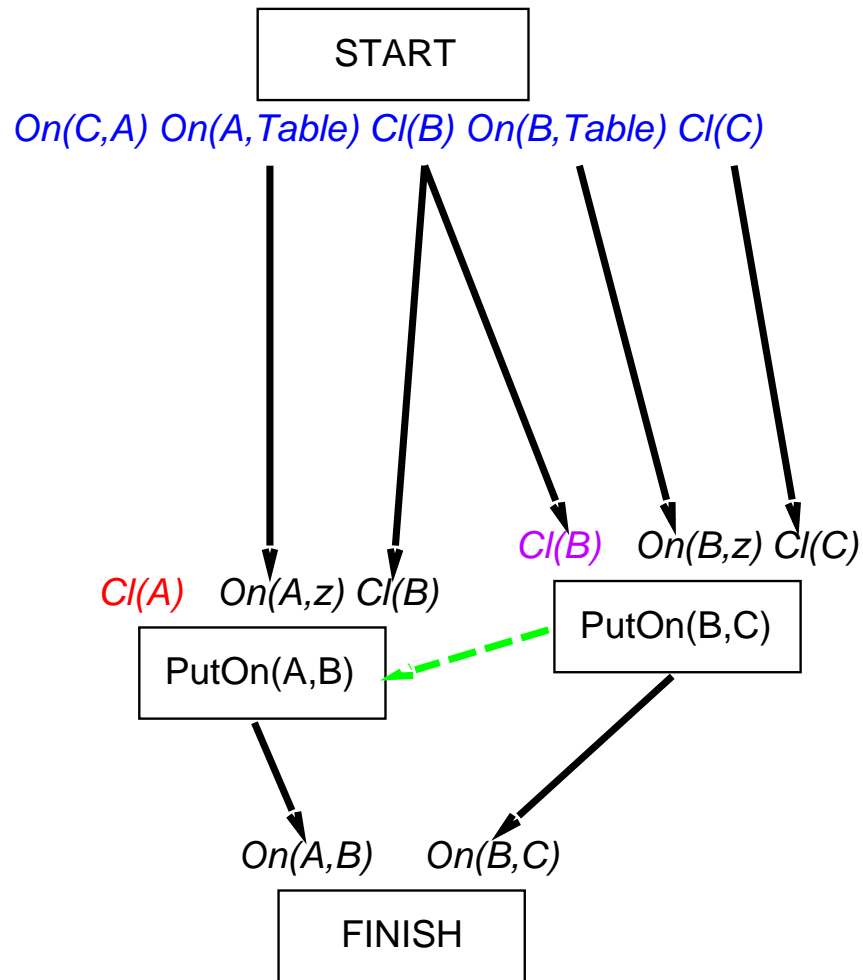 START
On(C,A) On(A,Table) Cl(B) On(B,Table) Cl(C)
Cl(B) On(B,z) Cl(C)
Cl(A) On(A,z) Cl(B)
PutOn(B,C)
PutOn(A,B)
On(A,B) On(B,C)
FINISH